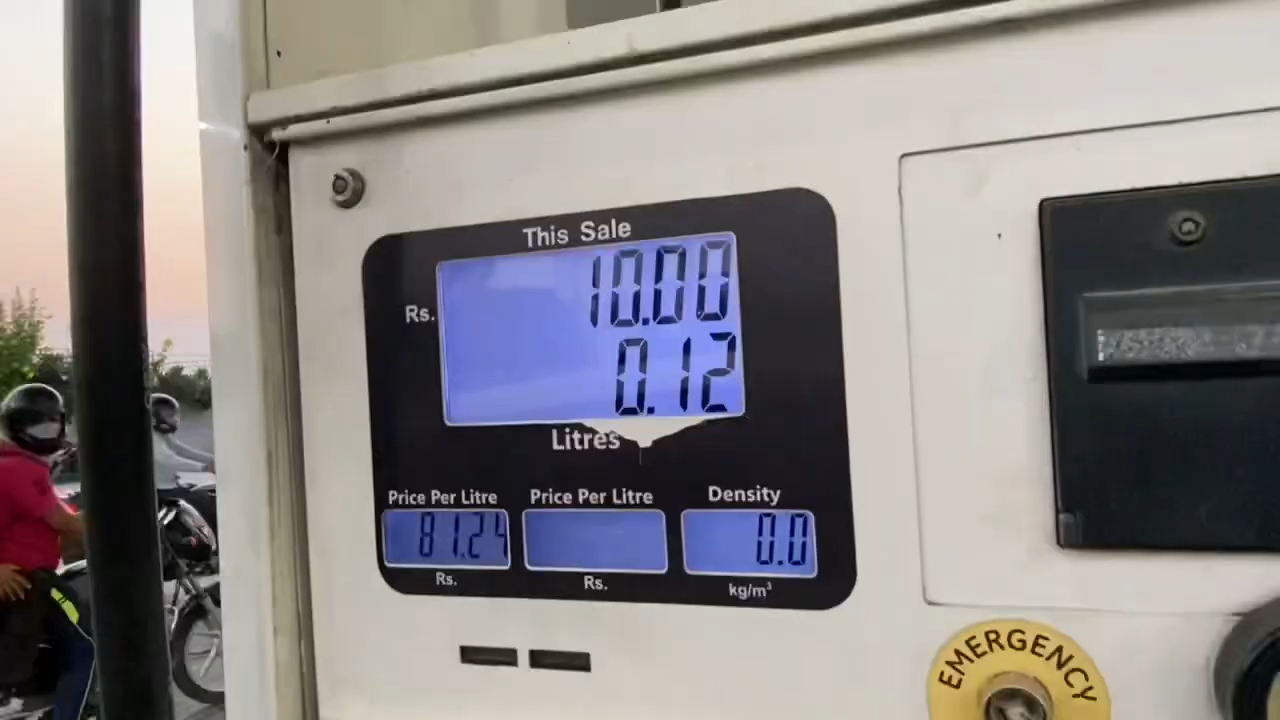 This Sale
Rs. 10.00
0.12
Litres
Price Per Litre Price Per Litre Density
81.24 0.0
Rs. Rs. kg/m³
EMERGENCY